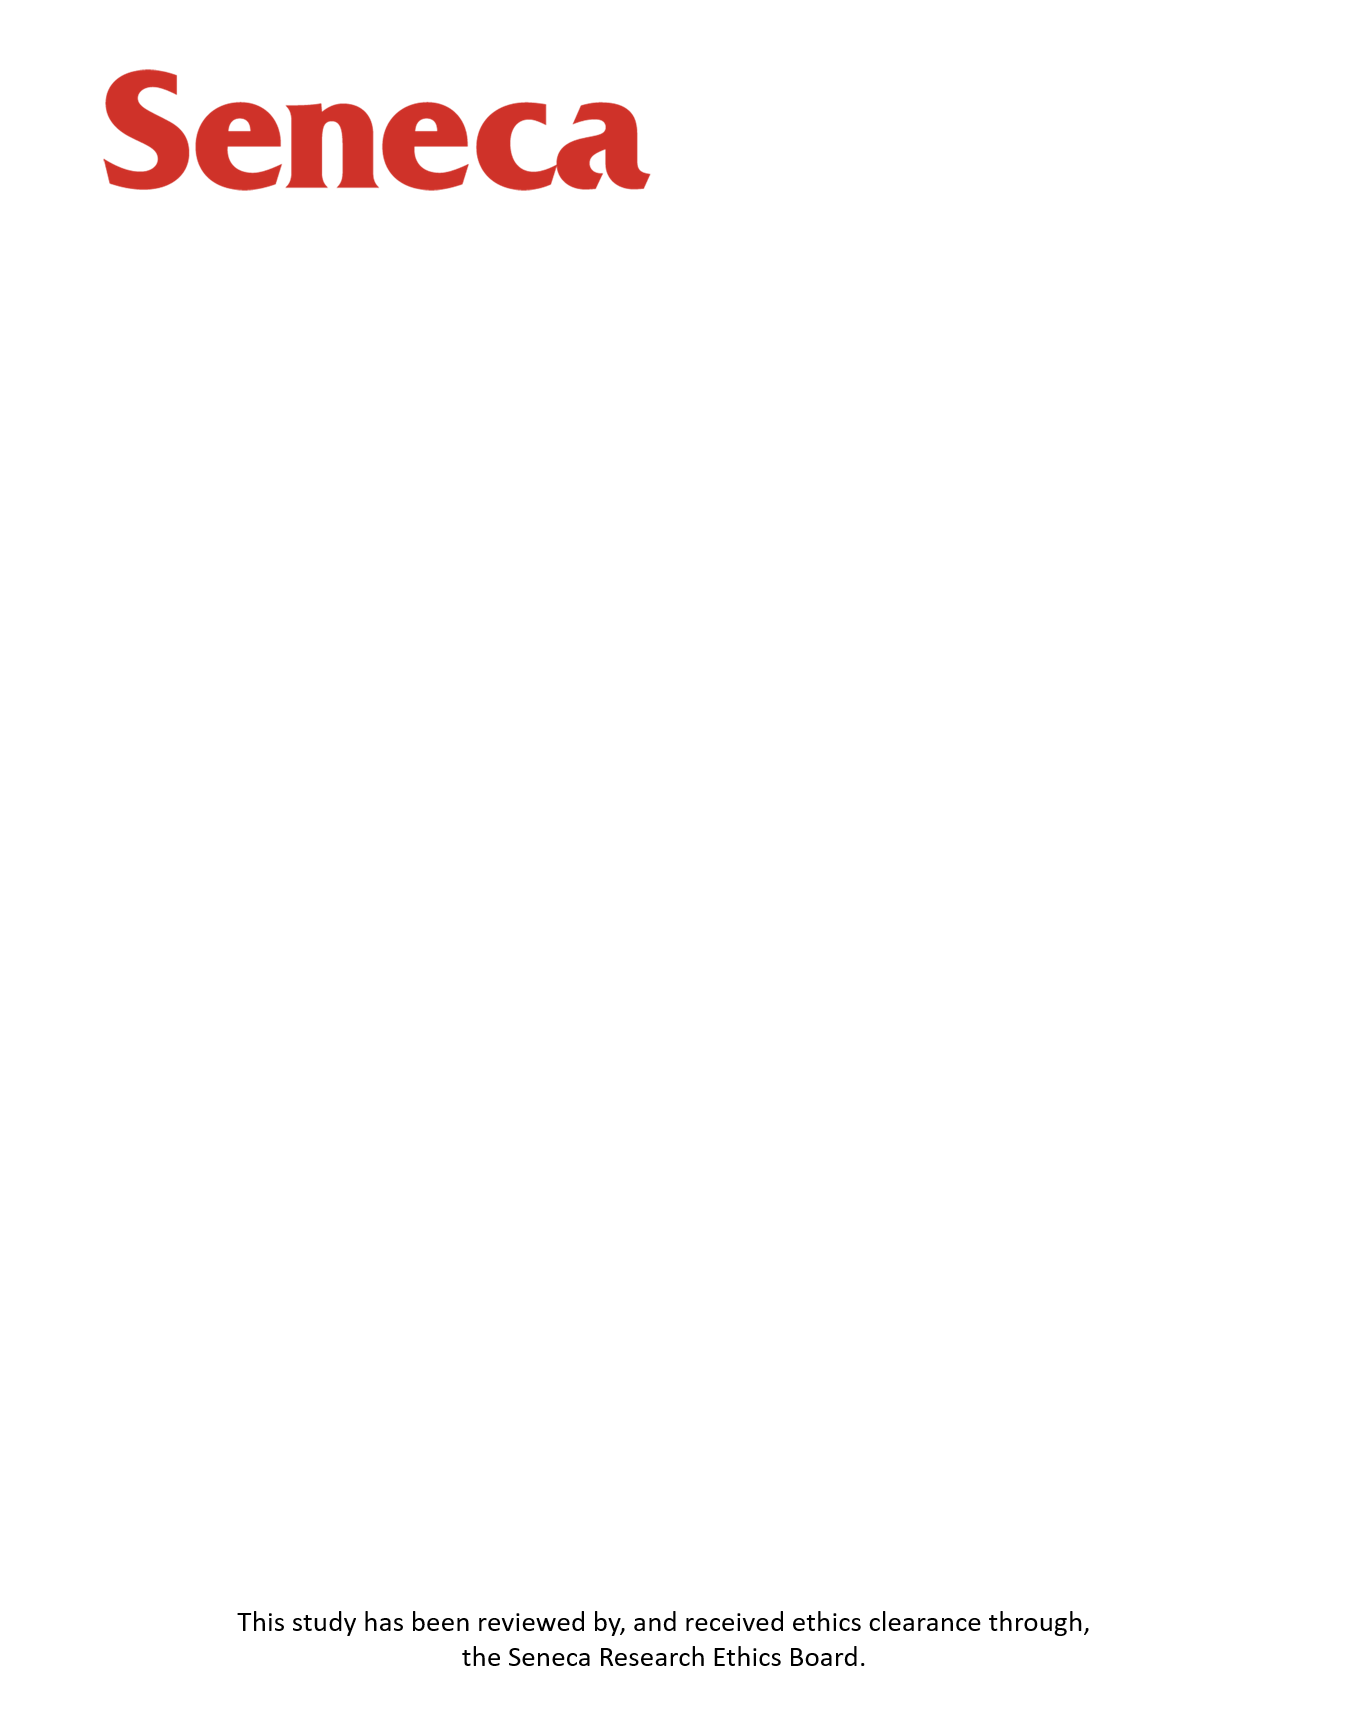 Seneca
This study has been reviewed by, and received ethics clearance through,
the Seneca Research Ethics Board.